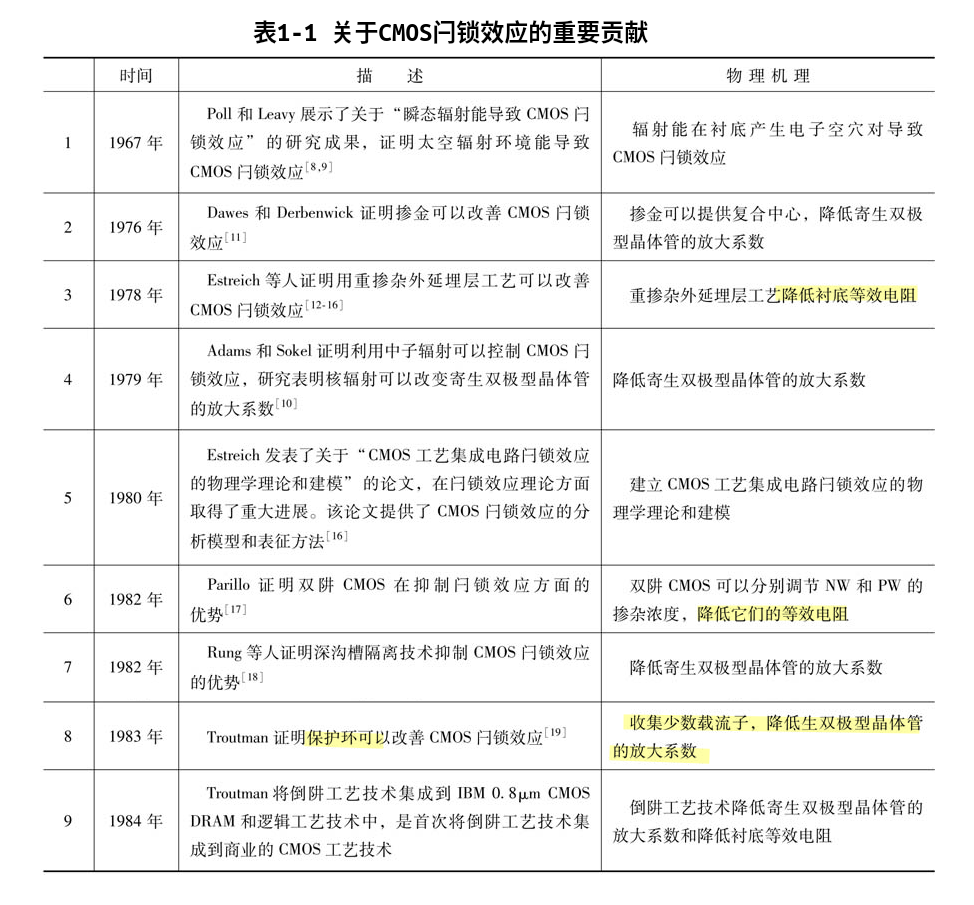 表1-1 关于CMOS闩锁效应的重要贡献
时间 描 述 物 理 机 理
1 1967 年
Poll 和 Leavy 展示了关于“瞬态辐射能导致 CMOS 闩
锁效应”的研究成果，证明太空辐射环境能导致
CMOS 闩锁效应[8,9]
辐射能在衬底产生电子空穴对导致
CMOS 闩锁效应
2 1976 年
Dawes 和 Derbenwick 证明掺金可以改善 CMOS 闩锁
效应[11]
掺金可以提供复合中心，降低寄生双极
型晶体管的放大系数
3 1978 年
Estreich 等人证明用重掺杂外延埋层工艺可以改善
CMOS 闩锁效应[12-16]
重掺杂外延埋层工艺降低衬底等效电阻
4 1979 年
Adams 和 Sokel 证明利用中子辐射可以控制 CMOS 闩
锁效应，研究表明核辐射可以改变寄生双极型晶体管
的放大系数[10]
降低寄生双极型晶体管的放大系数
5 1980 年
Estreich 发表了关于“CMOS 工艺集成电路闩锁效应
的物理学理论和建模”的论文，在闩锁效应理论方面
取得了重大进展。该论文提供了 CMOS 闩锁效应的分
析模型和表征方法[16]
建立 CMOS 工艺集成电路闩锁效应的物
理学理论和建模
6 1982 年
Parillo 证明双阱 CMOS 在抑制闩锁效应方面的
优势[17]
双阱 CMOS 可以分别调节 NW 和 PW 的
掺杂浓度，降低它们的等效电阻
7 1982 年
Rung 等人证明深沟槽隔离技术抑制 CMOS 闩锁效应
的优势[18]
降低寄生双极型晶体管的放大系数
8 1983 年
Troutman 证明保护环可以改善 CMOS 闩锁效应[19]
收集少数载流子，降低生双极型晶体管
的放大系数
9 1984 年
Troutman 将倒阱工艺技术集成到 IBM 0.8μm CMOS
DRAM 和逻辑工艺技术中，是首次将倒阱工艺技术集
成到商业的 CMOS 工艺技术
倒阱工艺技术降低寄生双极型晶体管的
放大系数和降低衬底等效电阻